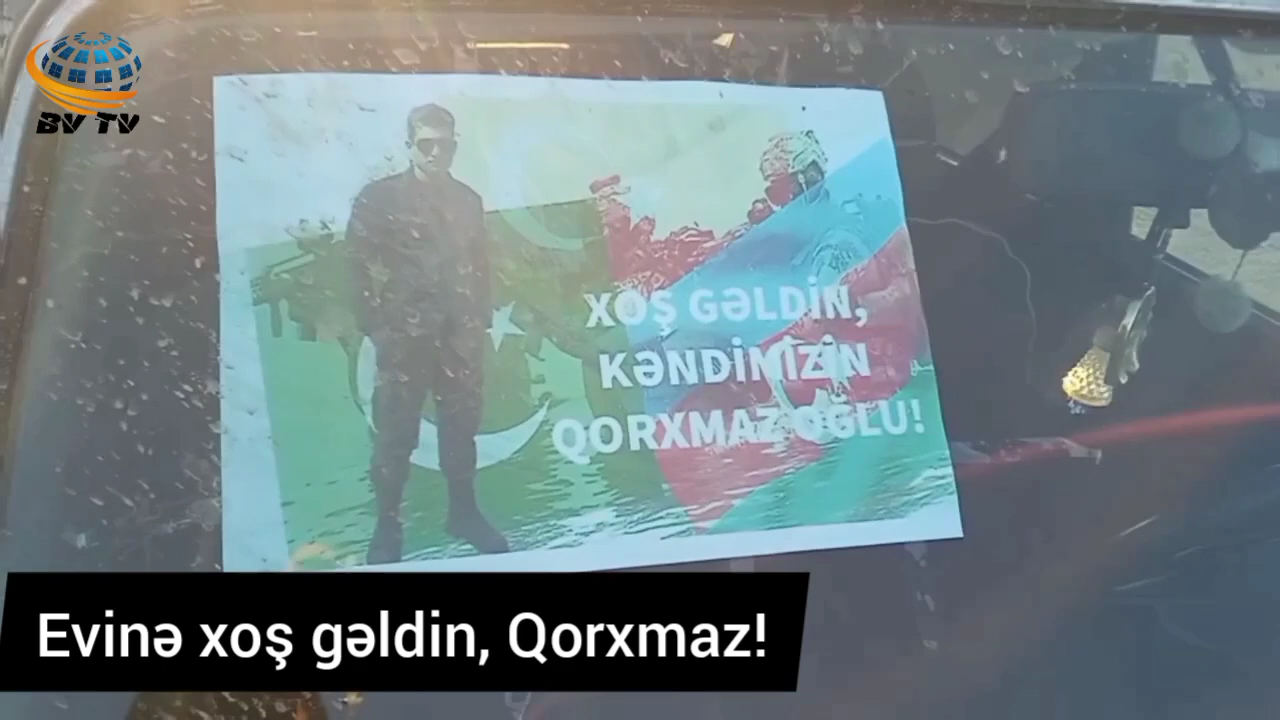 BV TV
XOŞ GƏLDİN,
KƏNDİMİZİN
QORXMAZ OĞLU!
Evinə xoş gəldin, Qorxmaz!